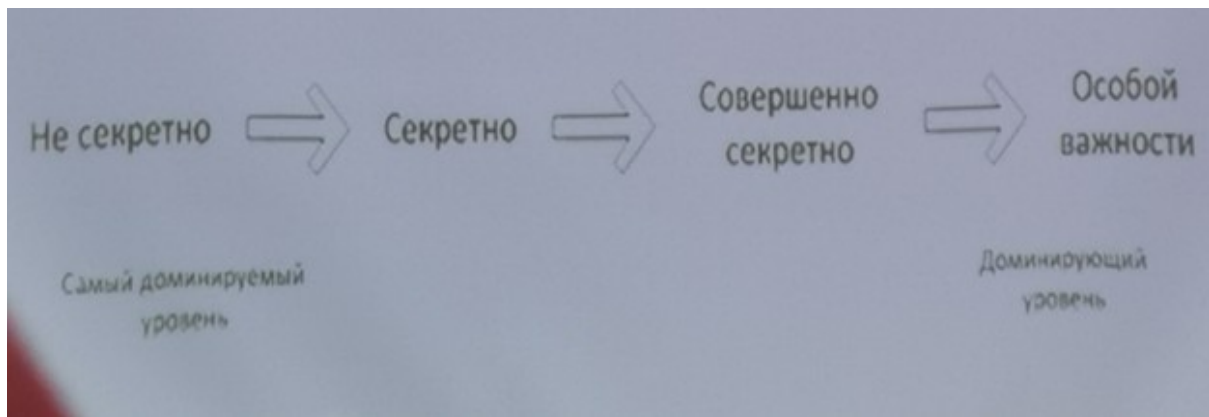 Не секретно
Секретно
Совершенно
секретно
Особой
важности
Самый доминируемый
уровень
Доминирующий
уровень